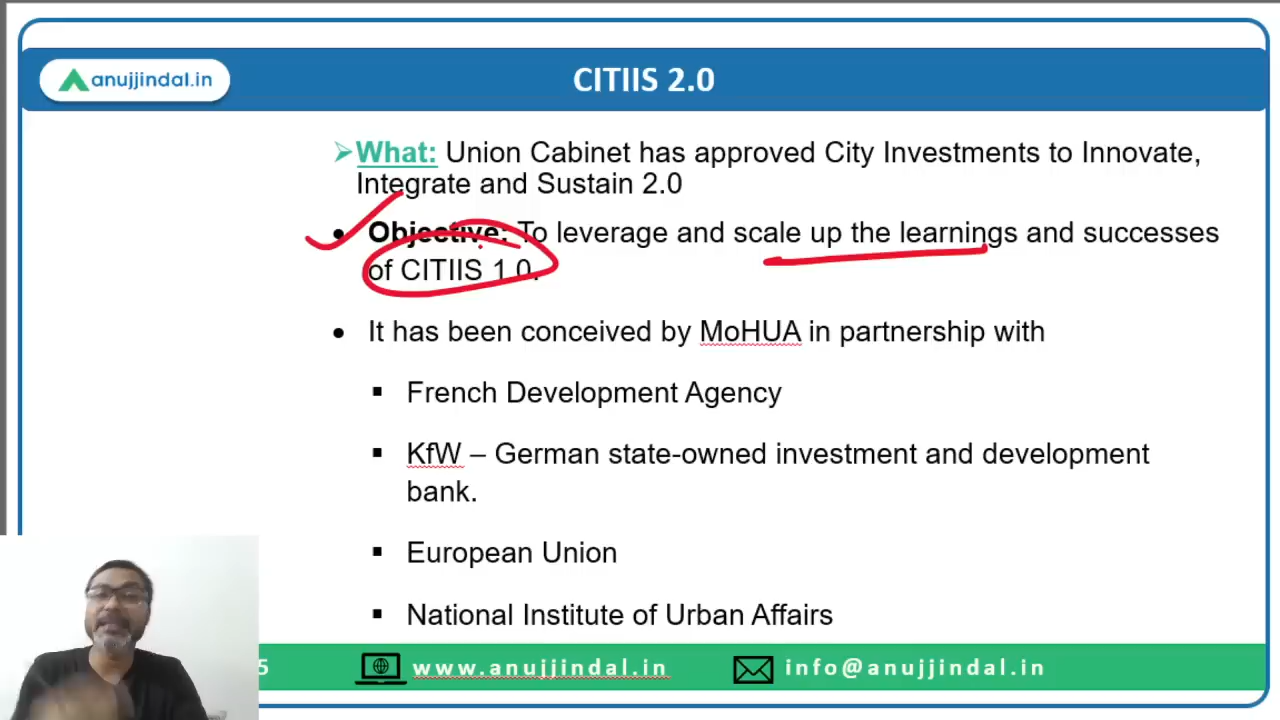 anujjindal.in
CITIIS 2.0
What: Union Cabinet has approved City Investments to Innovate,
Integrate and Sustain 2.0
Objective: To leverage and scale up the learnings and successes
of CITIIS 1.0.
It has been conceived by MoHUA in partnership with
French Development Agency
KfW – German state-owned investment and development
bank.
European Union
National Institute of Urban Affairs
5
www.anujjindal.in
info@anujjindal.in